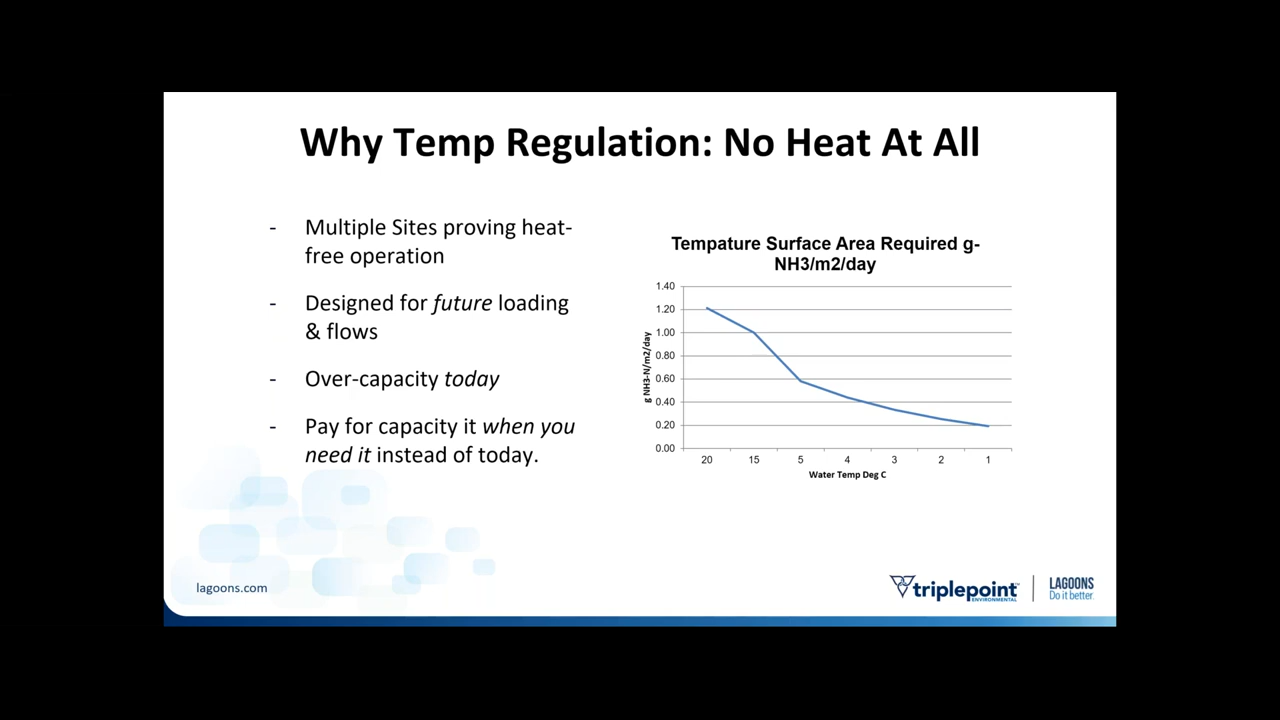 Why Temp Regulation: No Heat At All
- Multiple Sites proving heat-
free operation
- Designed for future loading
& flows
- Over-capacity today
- Pay for capacity it when you
need it instead of today.
Tempature Surface Area Required g-
NH3/m2/day
1.40
1.20
1.00
0.80
0.60
0.40
0.20
0.00
g NH3-N/m2/day
20 15 5 4 3 2 1
Water Temp Deg C
lagoons.com
triplepoint™
ENVIRONMENTAL
LAGOONS
Do it better.